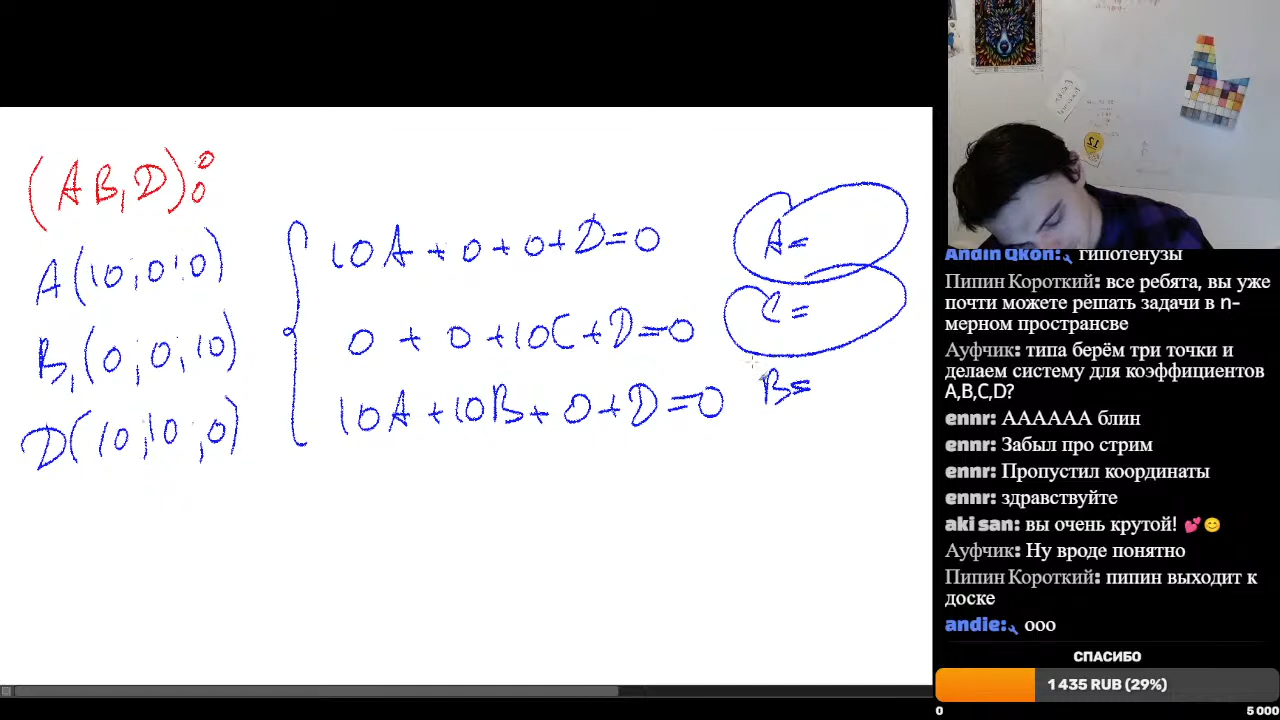 (AB₁D):
A(10;0;0)
B₁(0;0;10)
D(10;10;0)
10A+0+0+D=0
0+0+10C+D=0
10A+10B+0+D=0
A=
C=
B=
12
Andin Qkon: гипотенузы
Пипин Короткий: все ребята, вы уже
почти можете решать задачи в n-
мерном пространсве
Ауфчик: типа берём три точки и
делаем систему для коэффициентов
A,B,C,D?
ennr: АААААА блин
ennr: Забыл про стрим
ennr: Пропустил координаты
ennr: здравствуйте
aki san: вы очень крутой! 💕😊
Ауфчик: Ну вроде понятно
Пипин Короткий: пипин выходит к
доске
andie: ооо
СПАСИБО
1 435 RUB (29%)
0 5 000